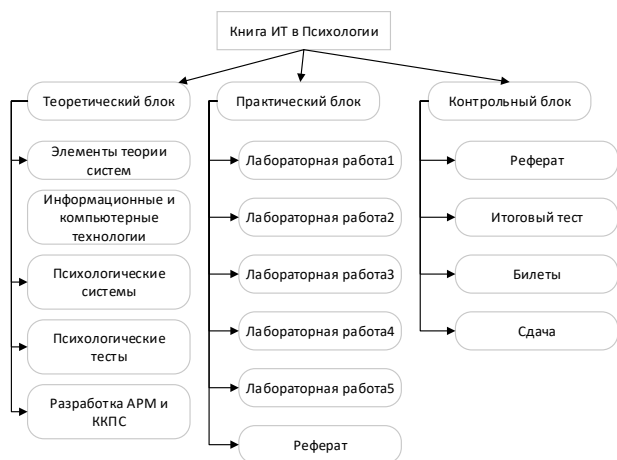 Книга ИТ в Психологии
Теоретический блок
Практический блок
Контрольный блок
Элементы теории
систем
Информационные и
компьютерные
технологии
Психологические
системы
Психологические
тесты
Разработка АРМ и
ККПС
Лабораторная работа1
Лабораторная работа2
Лабораторная работа3
Лабораторная работа4
Лабораторная работа5
Реферат
Реферат
Итоговый тест
Билеты
Сдача